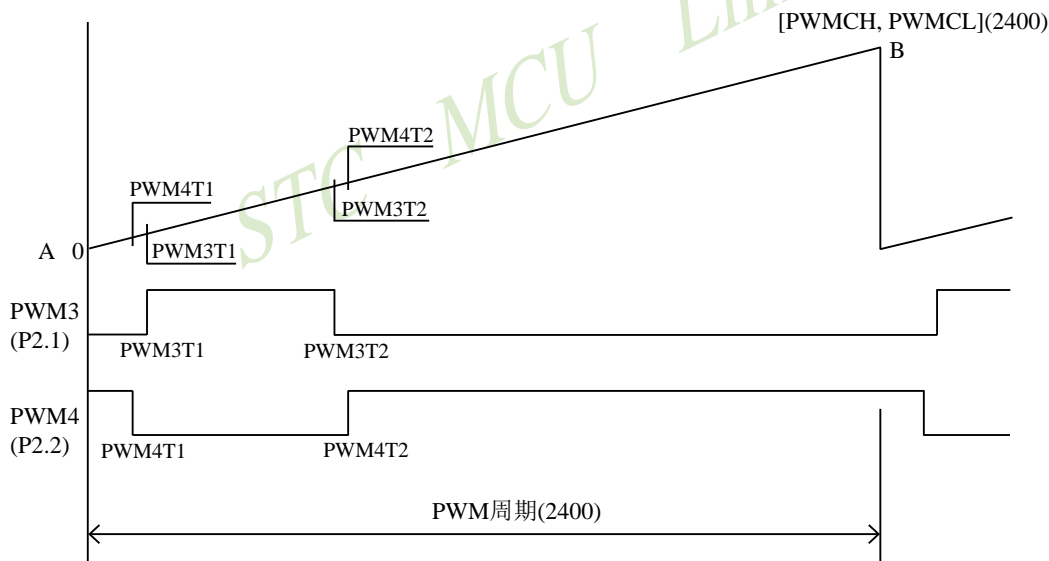 [PWMCH, PWMCL](2400)
B
STC MCU Lim
PWM4T2
PWM4T1
PWM3T2
PWM3T1
A 0
PWM3
(P2.1)
PWM3T1
PWM3T2
PWM4
(P2.2)
PWM4T1
PWM4T2
PWM周期(2400)